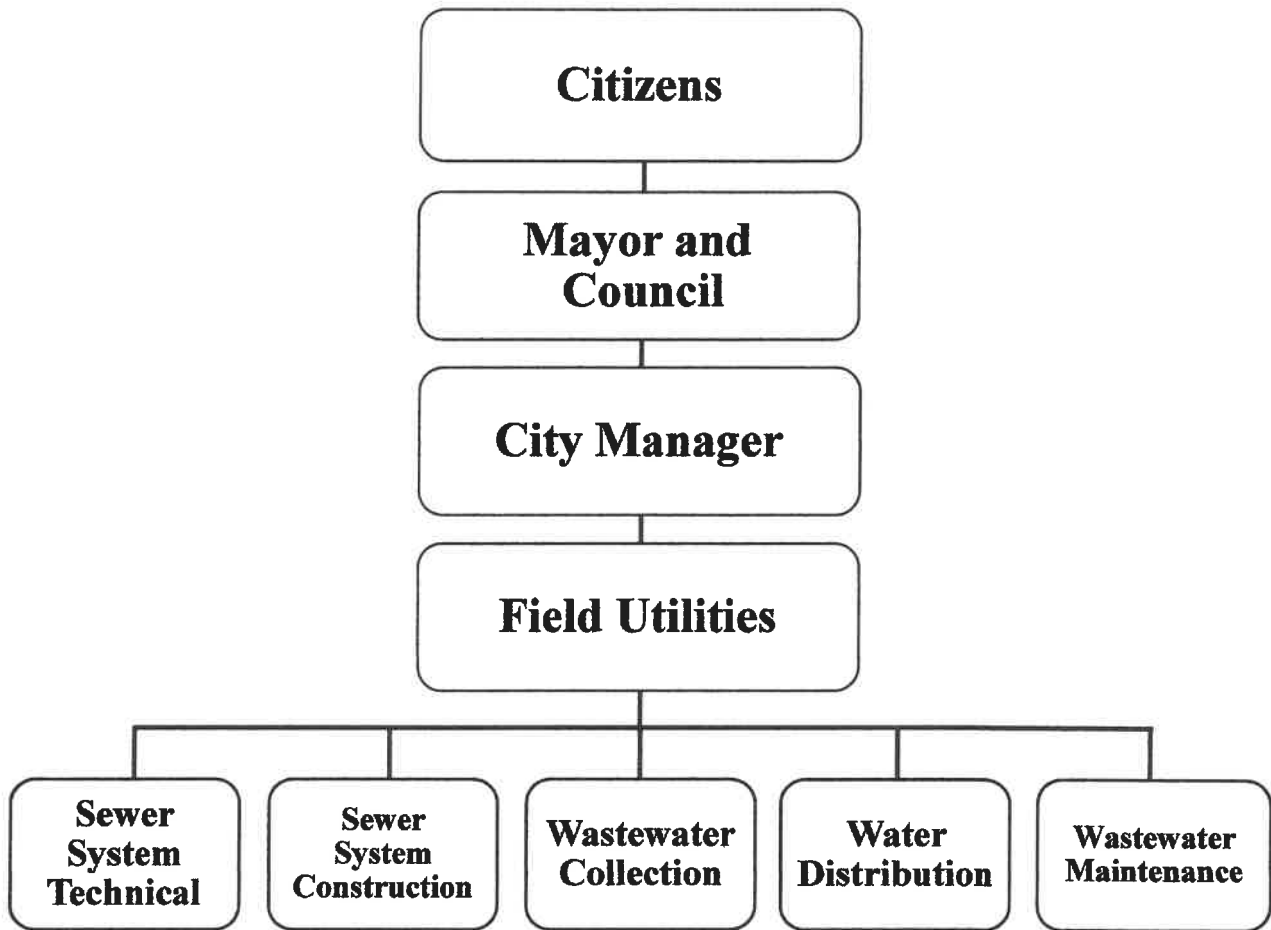 Citizens
Mayor and
Council
City Manager
Field Utilities
Sewer
System
Technical
Sewer
System
Construction
Wastewater
Collection
Water
Distribution
Wastewater
Maintenance